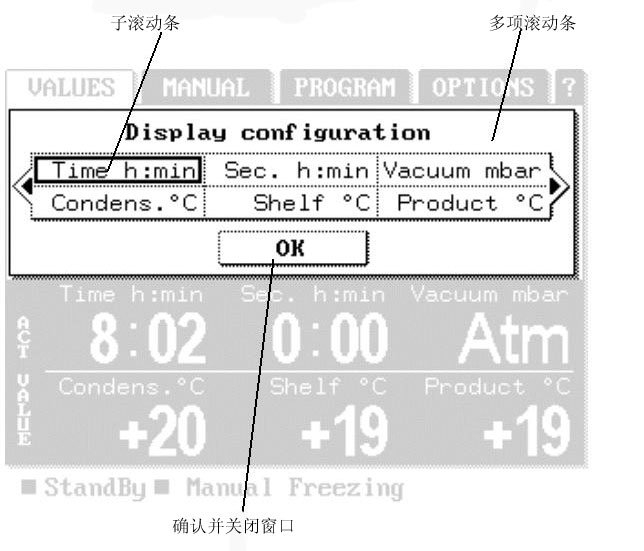 子滚动条 多项滚动条
VALUES MANUAL PROGRAM OPTIONS ?
Display configuration
Time h:min Sec. h:min Vacuum mbar
Condens.°C Shelf °C Product °C
OK
Time h:min Sec. h:min Vacuum mbar
ACT VALUE
8:02 0:00 Atm
Condens.°C Shelf °C Product °C
+20 +19 +19
StandBy Manual Freezing
确认并关闭窗口